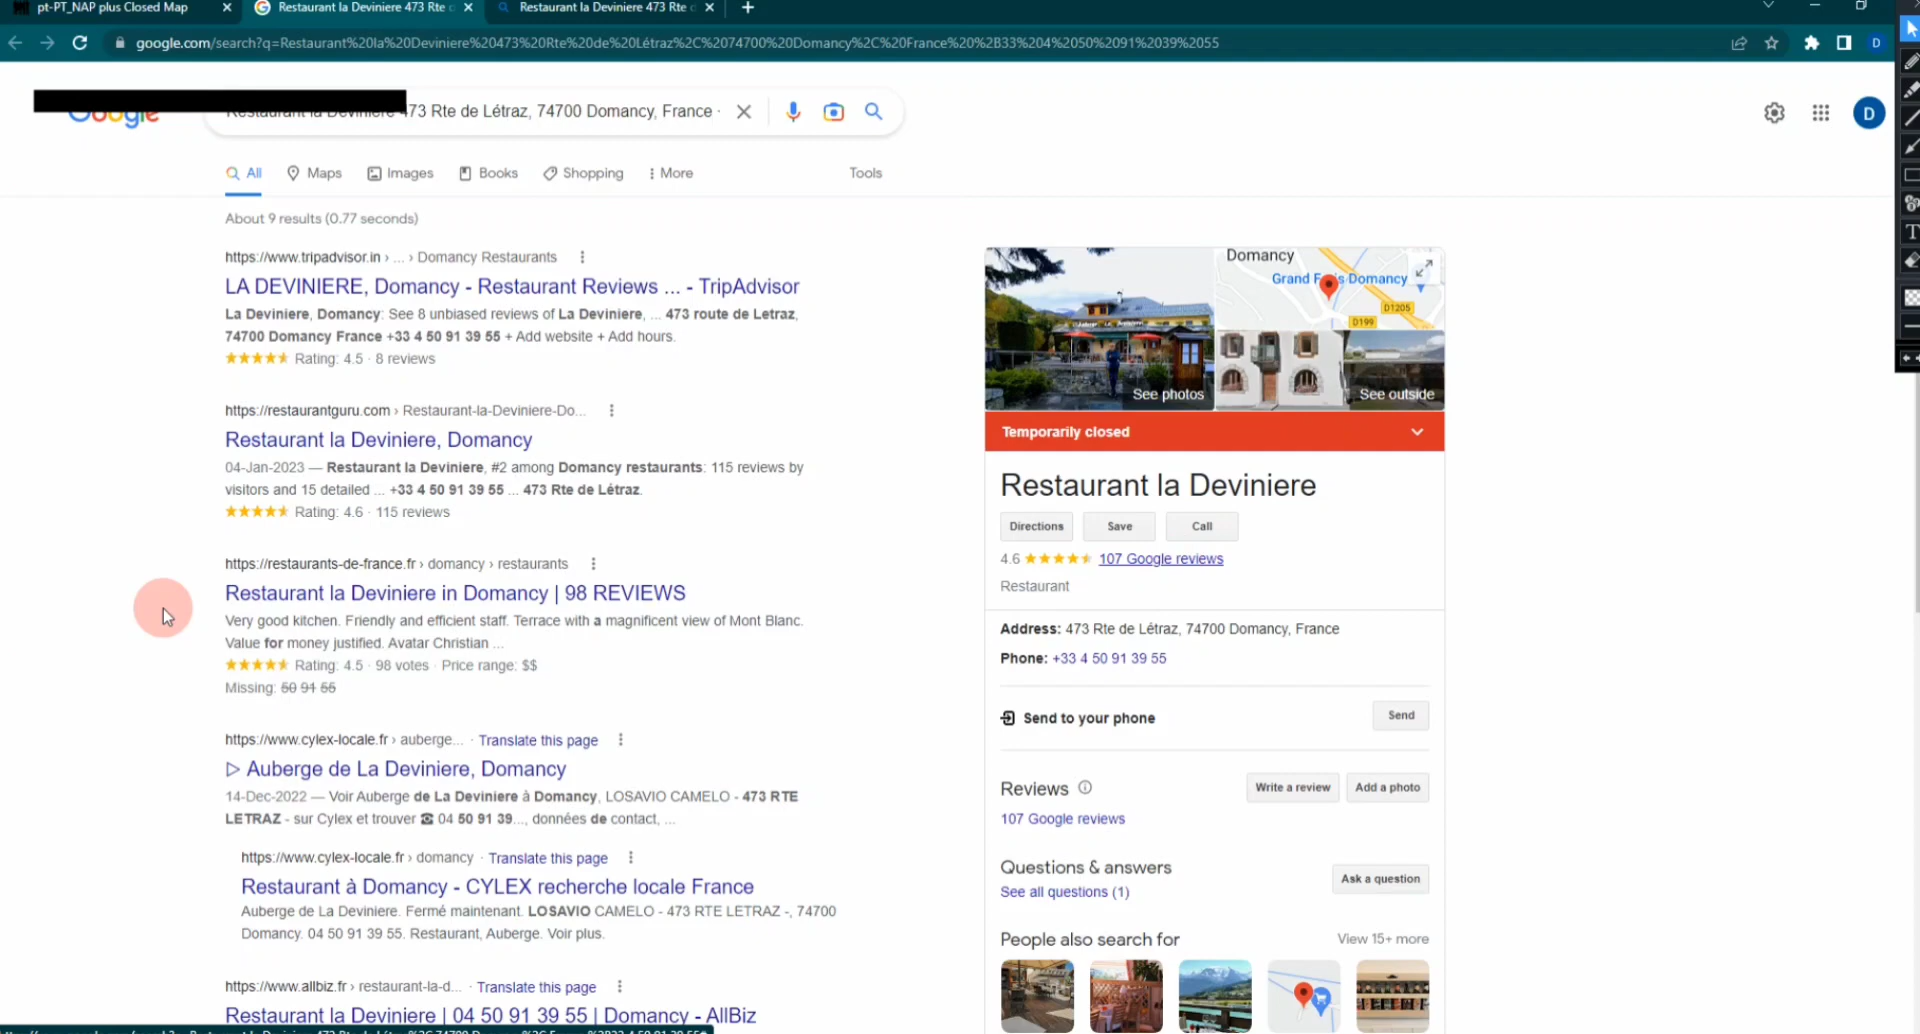 pt-PT_NAP plus Closed Map
Restaurant la Deviniere 473 Rte
Restaurant la Deviniere 473 Rte
google.com/search?q=Restaurant%20la%20Deviniere%20473%20Rte%20de%20Létraz%2C%2074700%20Domancy%2C%20France%20%2B33%204%2050%2091%2039%2055
D
Google
Restaurant la Deviniere 473 Rte de Létraz, 74700 Domancy, France
D
All
Maps
Images
Books
Shopping
More
Tools
About 9 results (0.77 seconds)
https://www.tripadvisor.in › ... › Domancy Restaurants
LA DEVINIERE, Domancy - Restaurant Reviews ... - TripAdvisor
La Deviniere, Domancy: See 8 unbiased reviews of La Deviniere, ... 473 route de Letraz,
74700 Domancy France +33 4 50 91 39 55 + Add website + Add hours.
Rating: 4.5 · 8 reviews
https://restaurantguru.com › Restaurant-la-Deviniere-Do...
Restaurant la Deviniere, Domancy
04-Jan-2023 — Restaurant la Deviniere, #2 among Domancy restaurants: 115 reviews by
visitors and 15 detailed ... +33 4 50 91 39 55 ... 473 Rte de Létraz.
Rating: 4.6 · 115 reviews
https://restaurants-de-france.fr › domancy › restaurants
Restaurant la Deviniere in Domancy | 98 REVIEWS
Very good kitchen. Friendly and efficient staff. Terrace with a magnificent view of Mont Blanc.
Value for money justified. Avatar Christian ...
Rating: 4.5 · 98 votes · Price range: $$
Missing: 50 91 55
https://www.cylex-locale.fr › auberge... · Translate this page
▷ Auberge de La Deviniere, Domancy
14-Dec-2022 — Voir Auberge de La Deviniere à Domancy, LOSAVIO CAMELO - 473 RTE
LETRAZ - sur Cylex et trouver ☎ 04 50 91 39..., données de contact, ...
https://www.cylex-locale.fr › domancy · Translate this page
Restaurant à Domancy - CYLEX recherche locale France
Auberge de La Deviniere. Fermé maintenant. LOSAVIO CAMELO - 473 RTE LETRAZ -, 74700
Domancy. 04 50 91 39 55. Restaurant, Auberge. Voir plus.
https://www.allbiz.fr › restaurant-la-d... · Translate this page
Restaurant la Deviniere | 04 50 91 39 55 | Domancy - AllBiz
Domancy
Grand Frais Domancy
D1205
D199
See photos
See outside
Temporarily closed
Restaurant la Deviniere
Directions
Save
Call
4.6
107 Google reviews
Restaurant
Address: 473 Rte de Létraz, 74700 Domancy, France
Phone: +33 4 50 91 39 55
Send to your phone
Send
Reviews
Write a review
Add a photo
107 Google reviews
Questions & answers
See all questions (1)
Ask a question
People also search for
View 15+ more